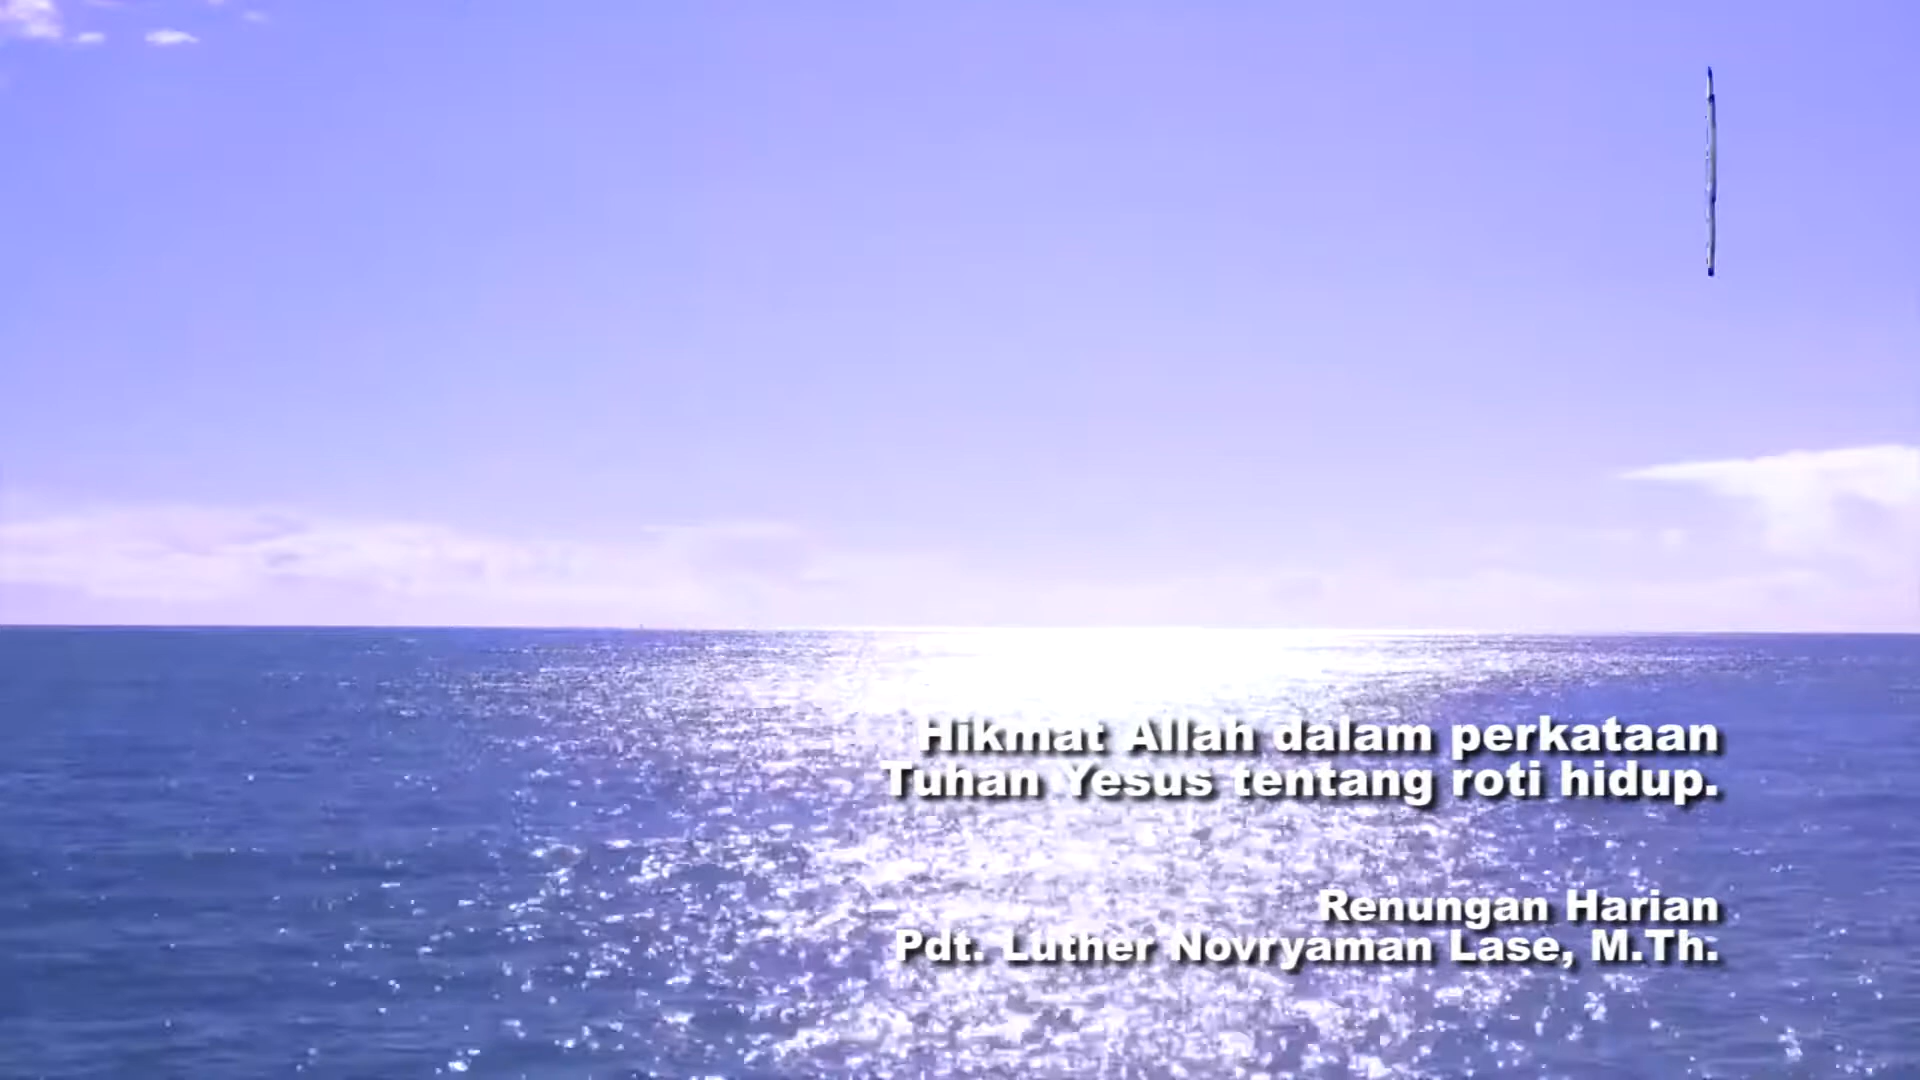 Hikmat Allah dalam perkataan
Tuhan Yesus tentang roti hidup.
Renungan Harian
Pdt. Luther Novryaman Lase, M.Th.